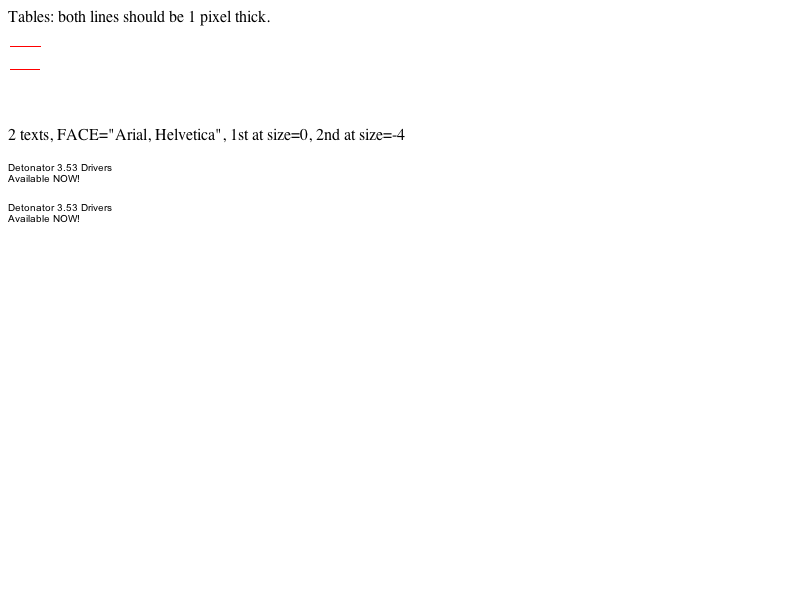 Tables: both lines should be 1 pixel thick.
2 texts, FACE="Arial, Helvetica", 1st at size=0, 2nd at size=-4
Detonator 3.53 Drivers
Available NOW!
Detonator 3.53 Drivers
Available NOW!